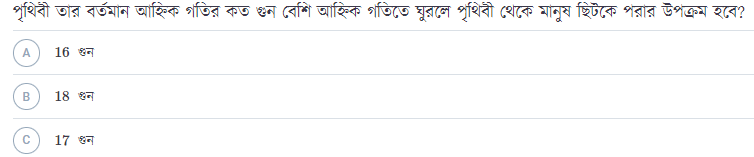 পৃথিবী তার বর্তমান আহ্নিক গতির কত গুন বেশি আহ্নিক গতিতে ঘুরলে পৃথিবী থেকে মানুষ ছিটকে পরার উপক্রম হবে?
A 16 গুন
B 18 গুন
C 17 গুন